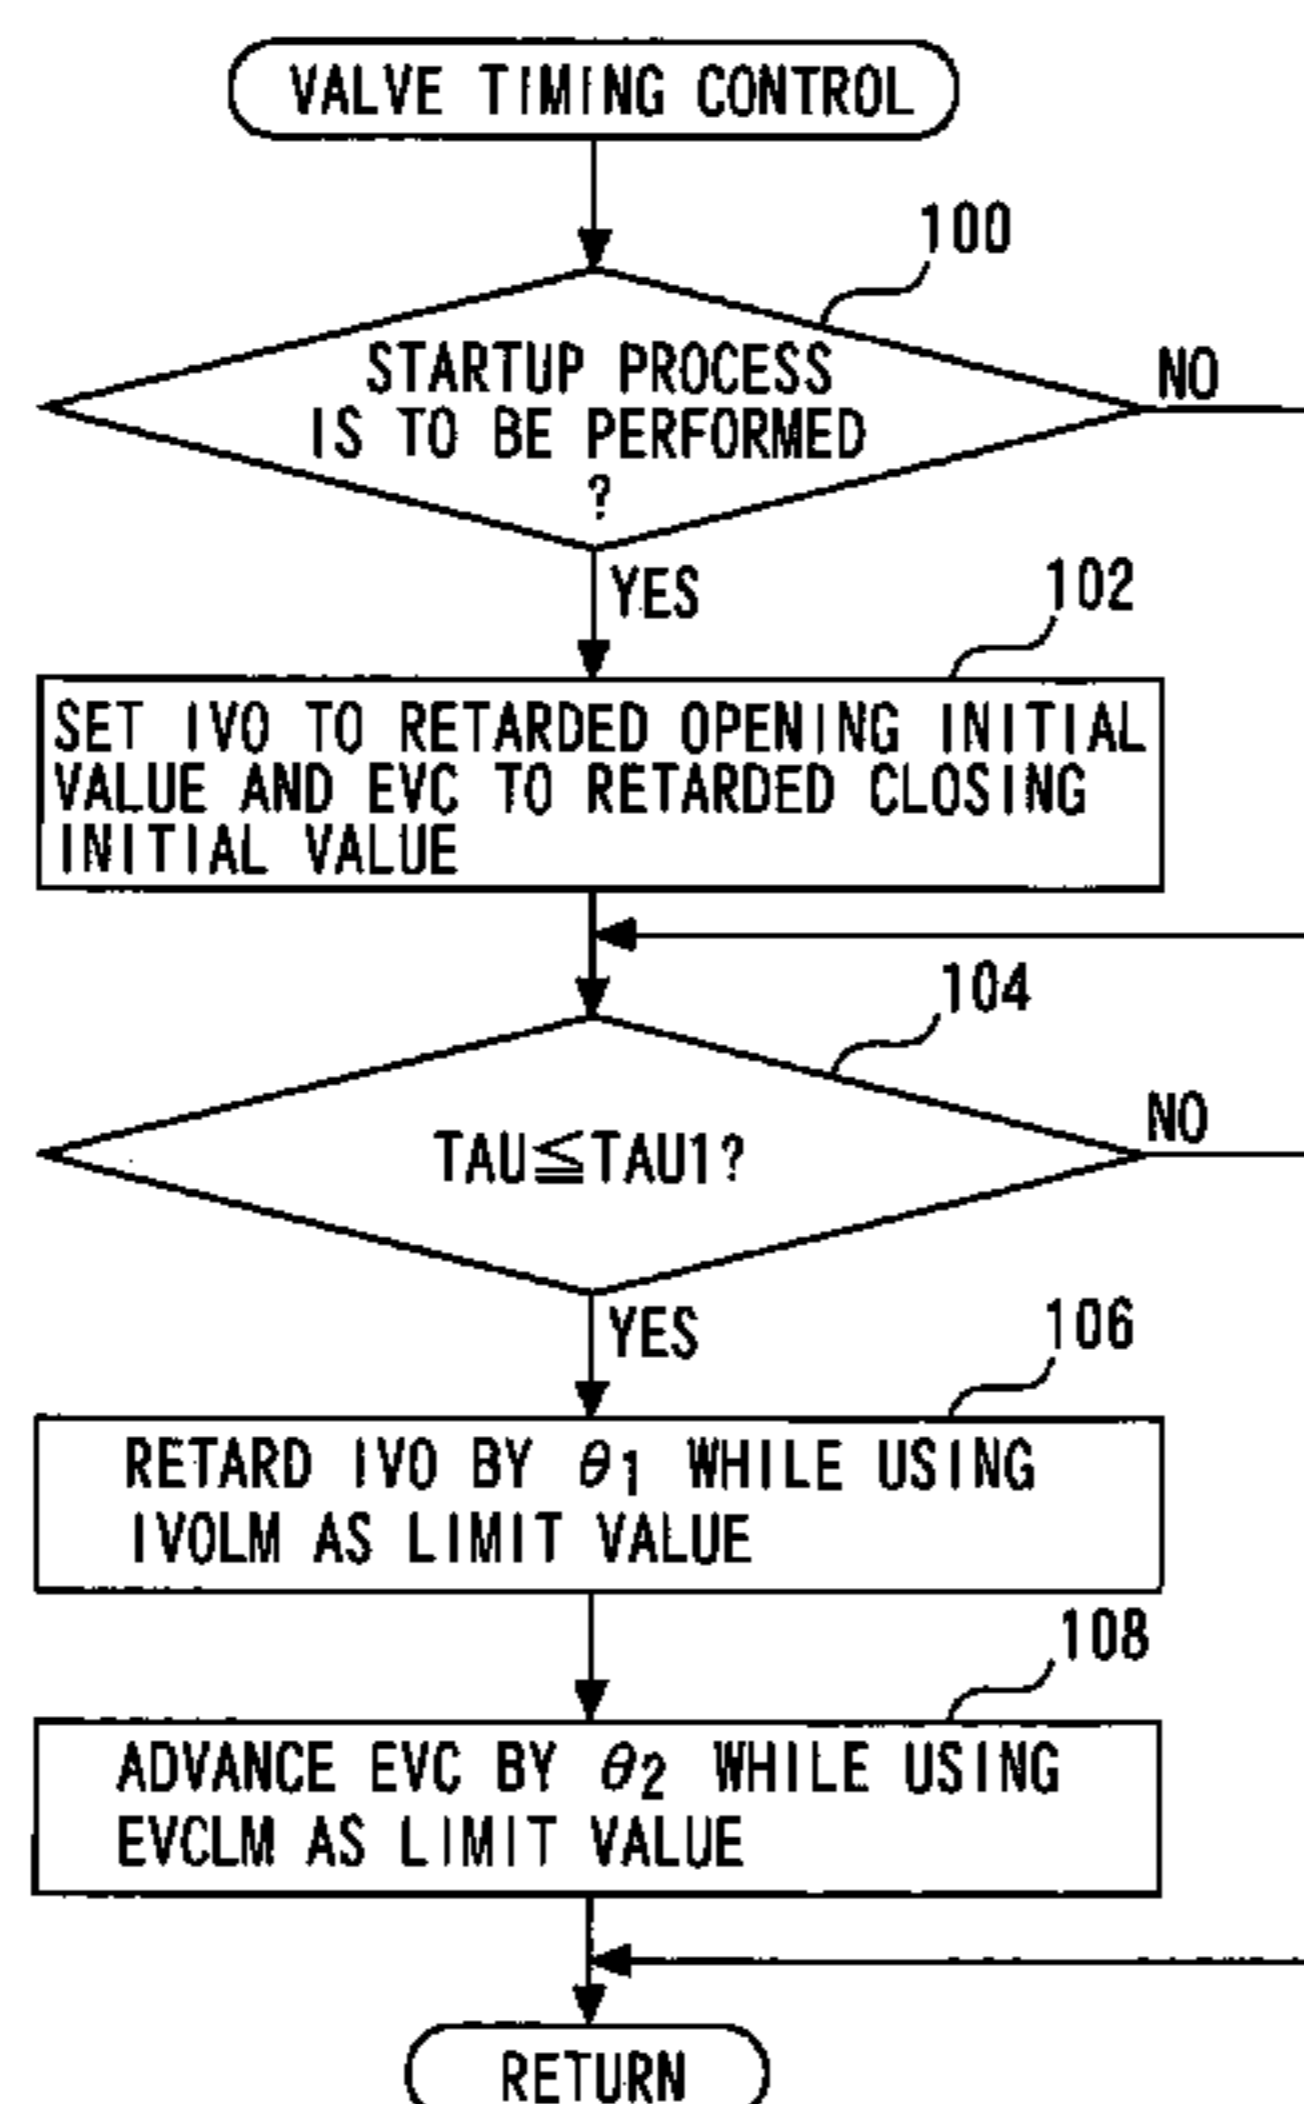 VALVE TIMING CONTROL
100
STARTUP PROCESS
IS TO BE PERFORMED
?
NO
YES
102
SET IVO TO RETARDED OPENING INITIAL
VALUE AND EVC TO RETARDED CLOSING
INITIAL VALUE
104
TAU≦TAU1?
NO
YES
106
RETARD IVO BY θ1 WHILE USING
IVOLM AS LIMIT VALUE
108
ADVANCE EVC BY θ2 WHILE USING
EVCLM AS LIMIT VALUE
RETURN